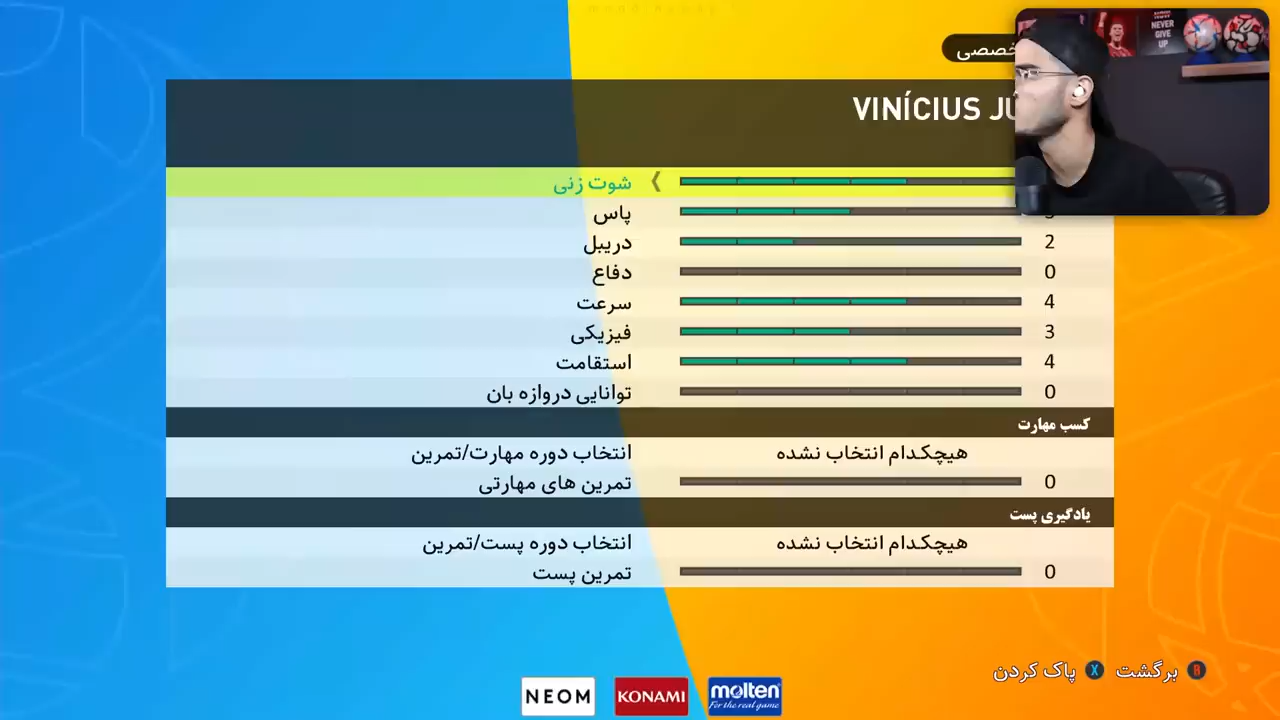 NEVER
GIVE
UP
VINÍCIUS
شوت زنی
پاس
دریبل 2
دفاع 0
سرعت 4
فیزیکی 3
استقامت 4
توانایی دروازه بان 0
کسب مهارت
انتخاب دوره مهارت/تمرین هیچکدام انتخاب نشده
تمرین های مهارتی 0
یادگیری پست
انتخاب دوره پست/تمرین هیچکدام انتخاب نشده
تمرین پست 0
B برگشت X پاک کردن
NEOM KONAMI molten
For the real game